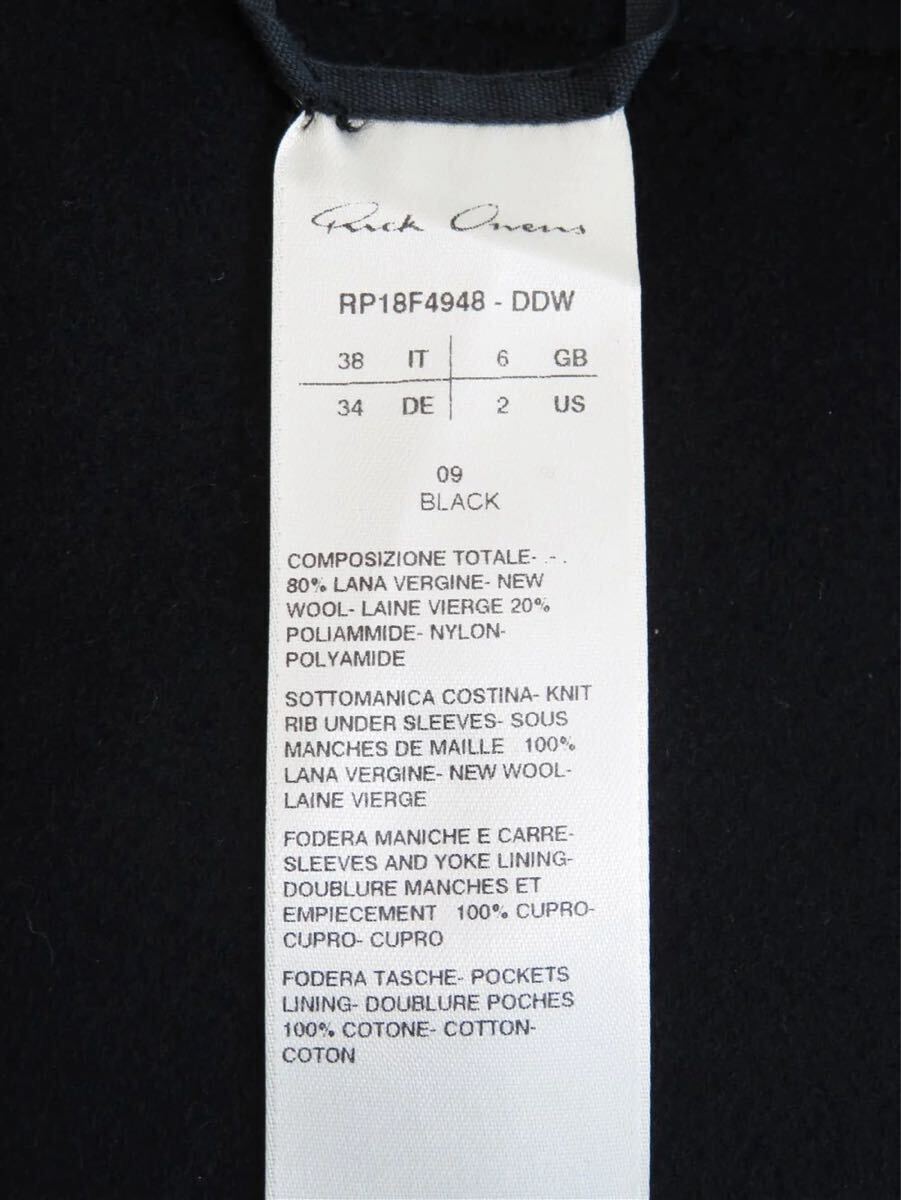 Rick Owens
RP18F4948 - DDW
38 IT 6 GB
34 DE 2 US
09
BLACK
COMPOSIZIONE TOTALE- -.
80% LANA VERGINE- NEW
WOOL- LAINE VIERGE 20%
POLIAMMIDE- NYLON-
POLYAMIDE
SOTTOMANICA COSTINA- KNIT
RIB UNDER SLEEVES- SOUS
MANCHES DE MAILLE 100%
LANA VERGINE- NEW WOOL-
LAINE VIERGE
FODERA MANICHE E CARRE-
SLEEVES AND YOKE LINING-
DOUBLURE MANCHES ET
EMPIECEMENT 100% CUPRO-
CUPRO- CUPRO
FODERA TASCHE- POCKETS
LINING- DOUBLURE POCHES
100% COTONE- COTTON-
COTON